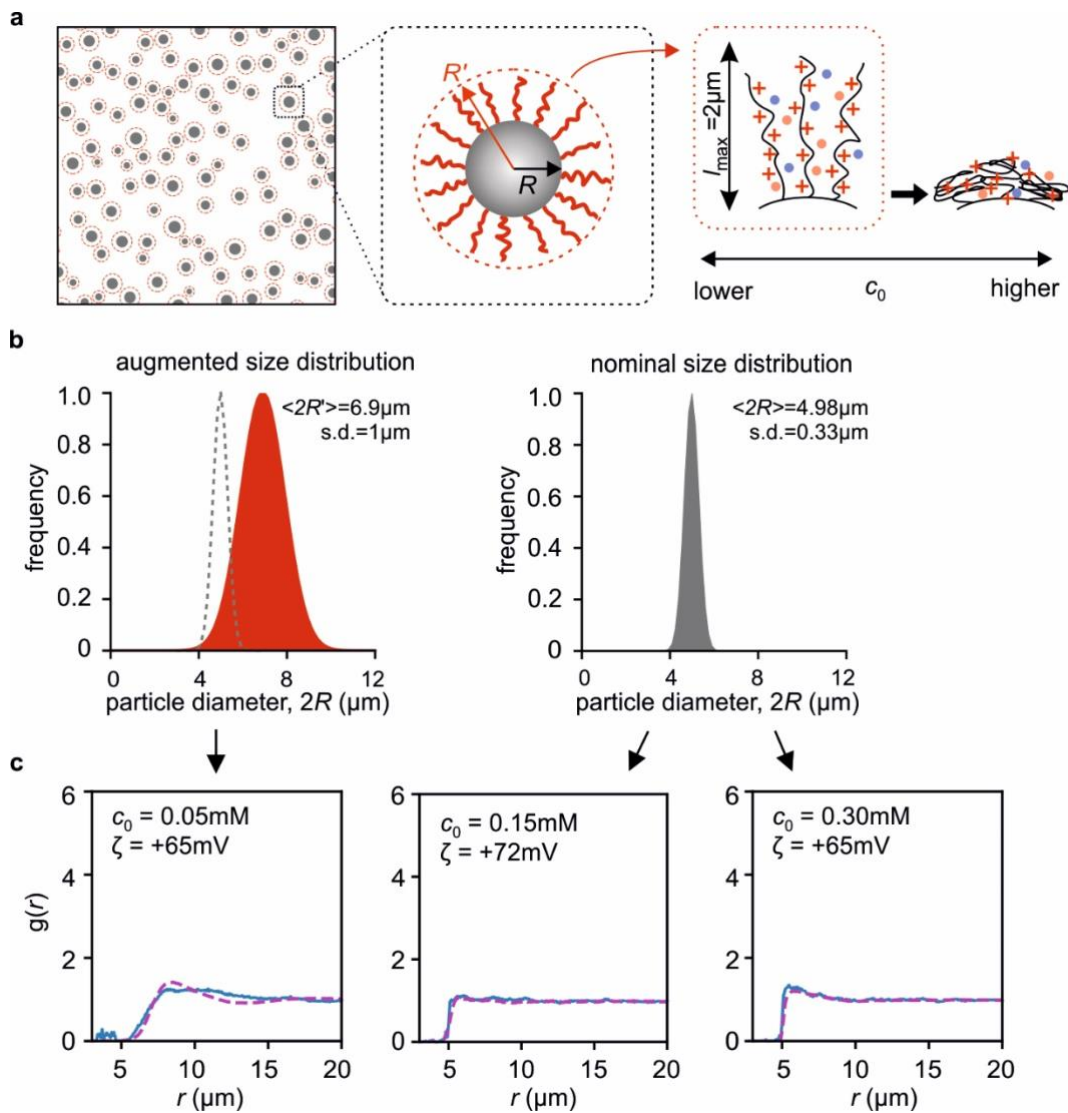 a
R'
R
l_max =2µm
lower
c₀
higher
b
augmented size distribution
<2R'>=6.9µm
s.d.=1µm
frequency
1.0
0.8
0.6
0.4
0.2
0
0
4
8
12
particle diameter, 2R (µm)
nominal size distribution
<2R>=4.98µm
s.d.=0.33µm
frequency
1.0
0.8
0.6
0.4
0.2
0
0
4
8
12
particle diameter, 2R (µm)
c
c₀ = 0.05mM
ζ = +65mV
g(r)
6
4
2
0
5
10
15
20
r (µm)
c₀ = 0.15mM
ζ = +72mV
6
4
2
0
5
10
15
20
r (µm)
c₀ = 0.30mM
ζ = +65mV
6
4
2
0
5
10
15
20
r (µm)